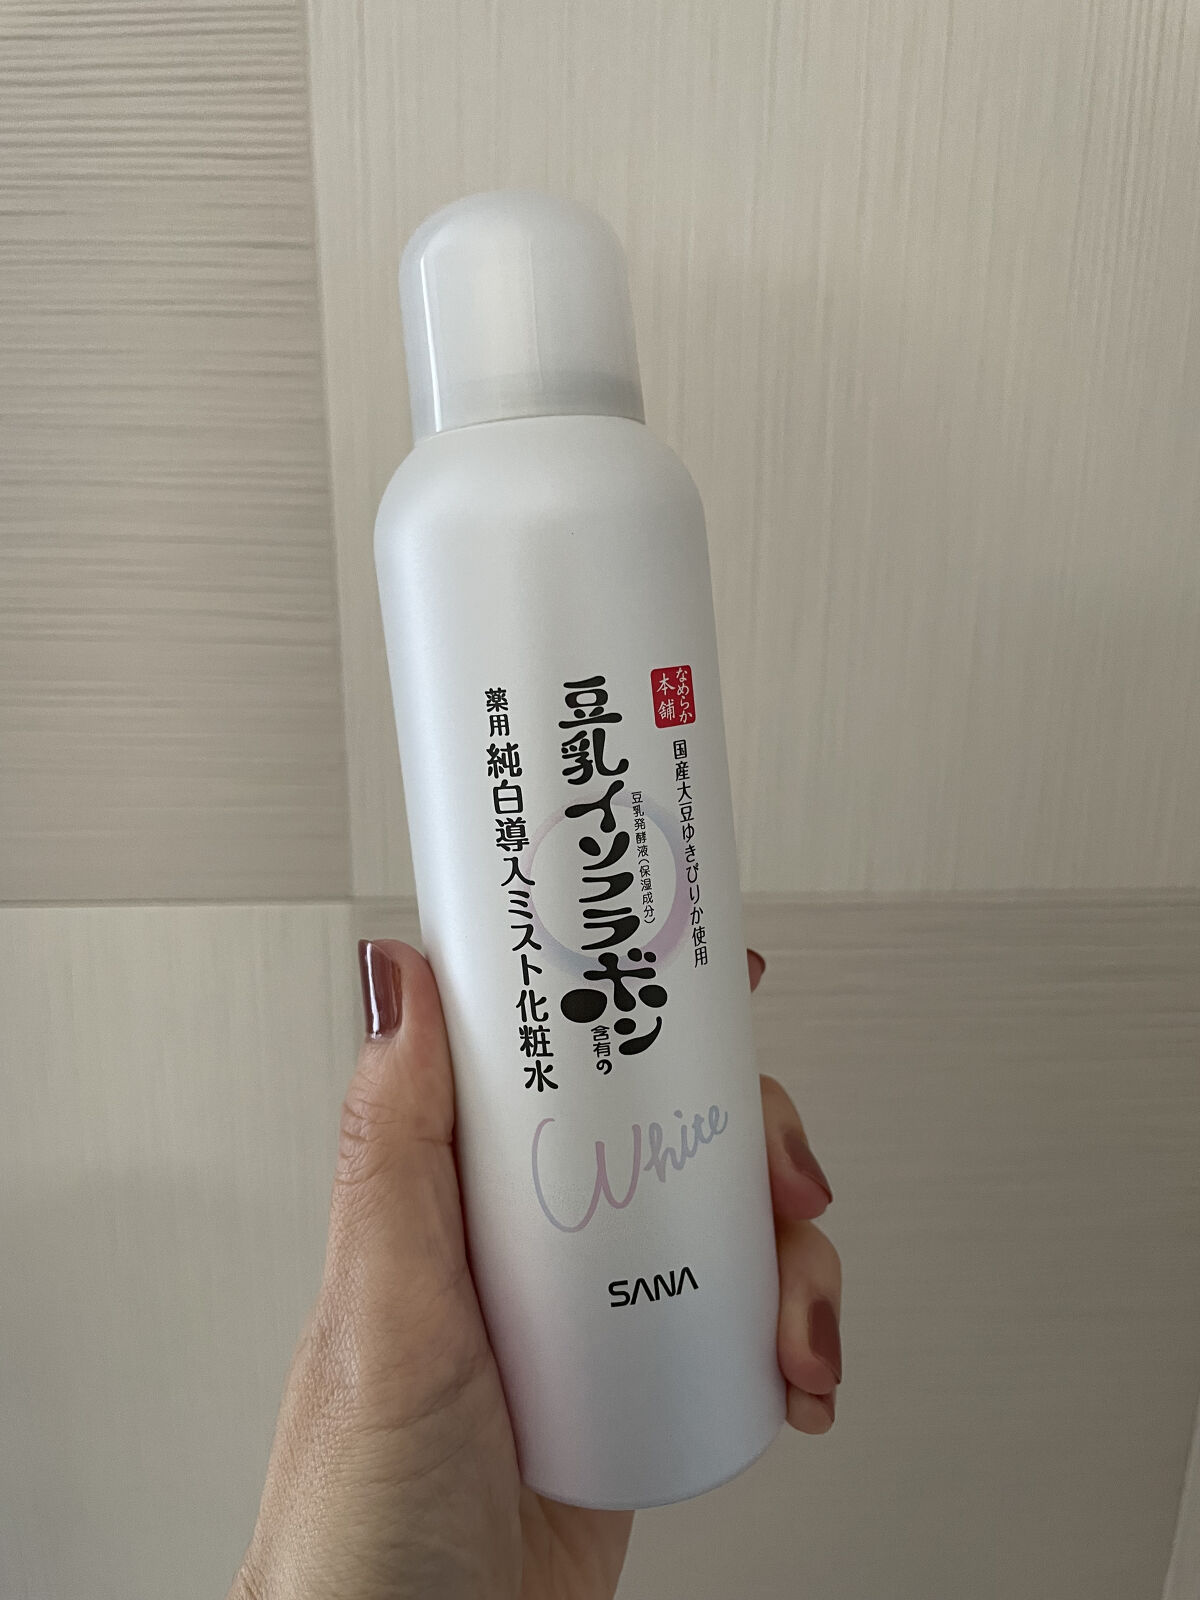 なめらか
本舗
国産大豆ゆきぴりか使用
豆乳発酵液(保湿成分)
豆乳イソフラボン
含有の
薬用純白導入ミスト化粧水
White
SANA